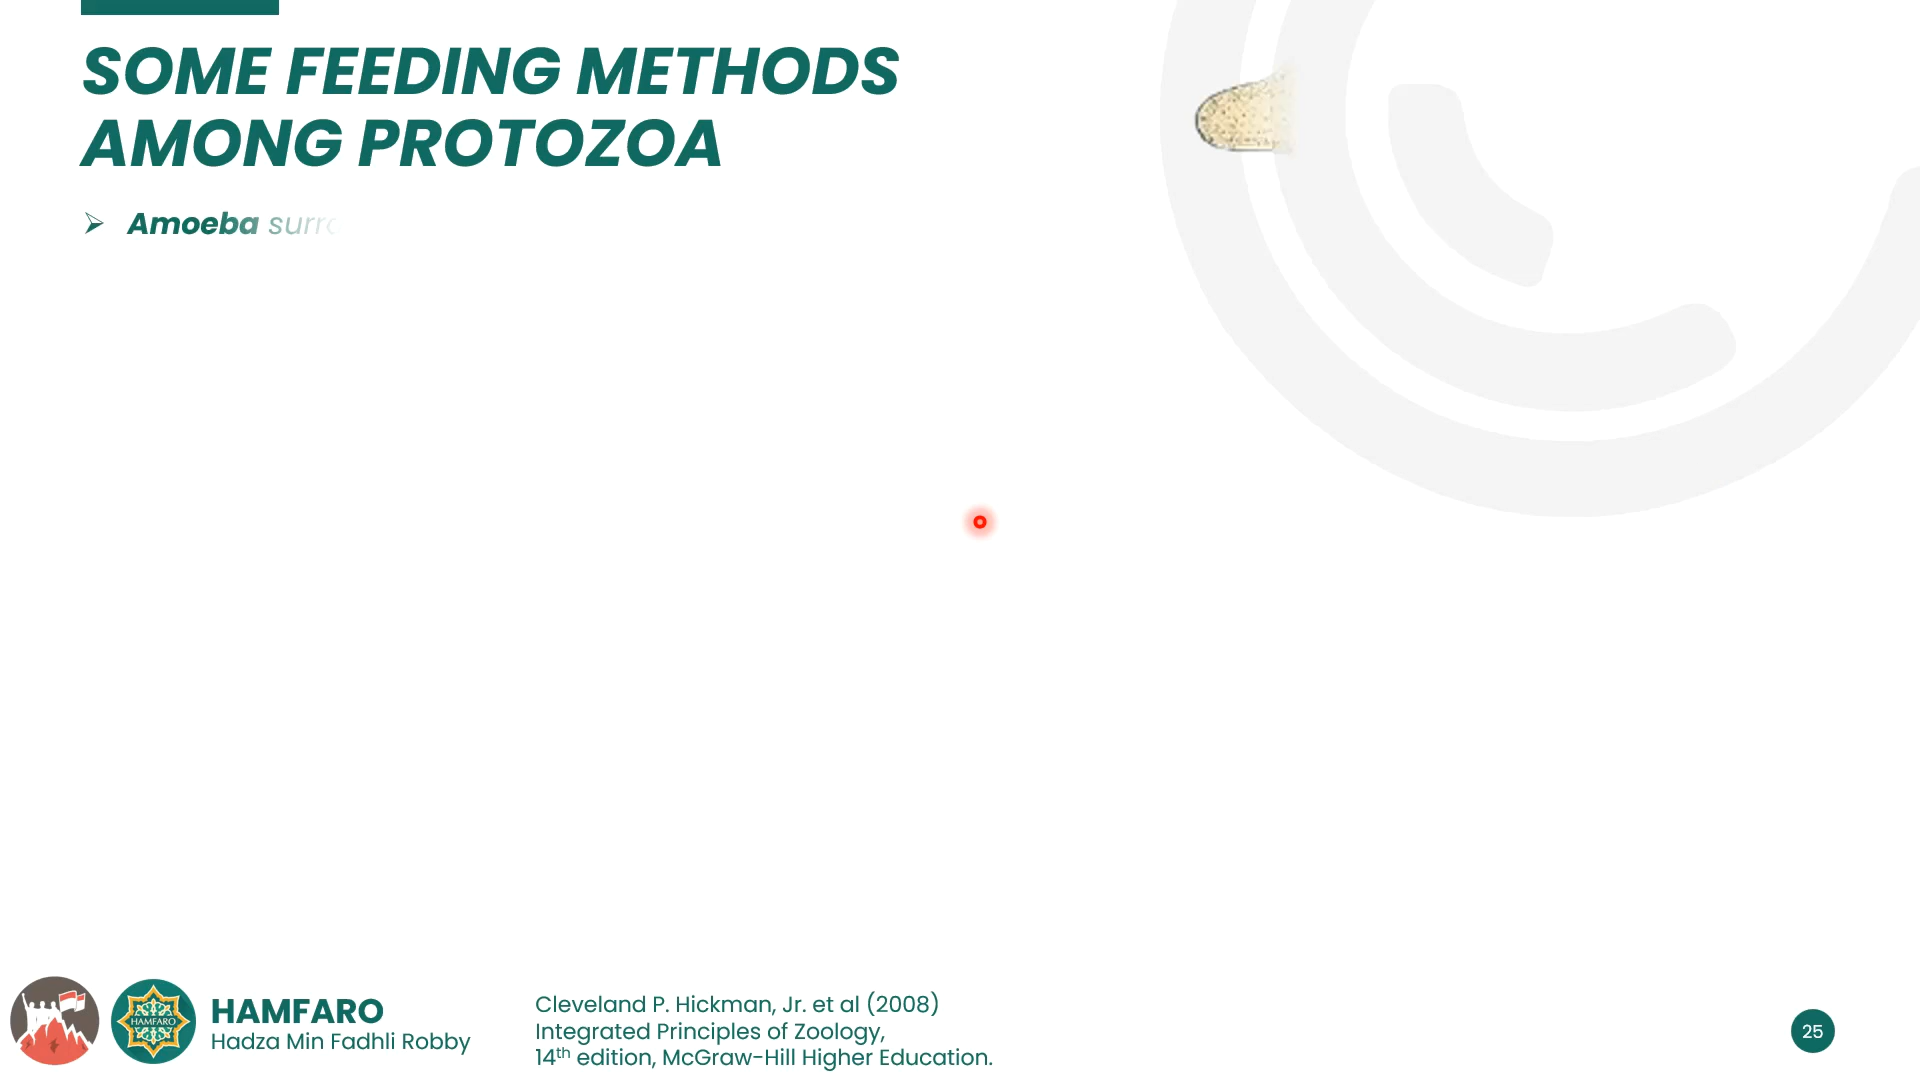 SOME FEEDING METHODS
AMONG PROTOZOA
➢ Amoeba
HAMFARO
HAMFARO
Hadza Min Fadhli Robby
Cleveland P. Hickman, Jr. et al (2008)
Integrated Principles of Zoology,
14th edition, McGraw-Hill Higher Education.
25